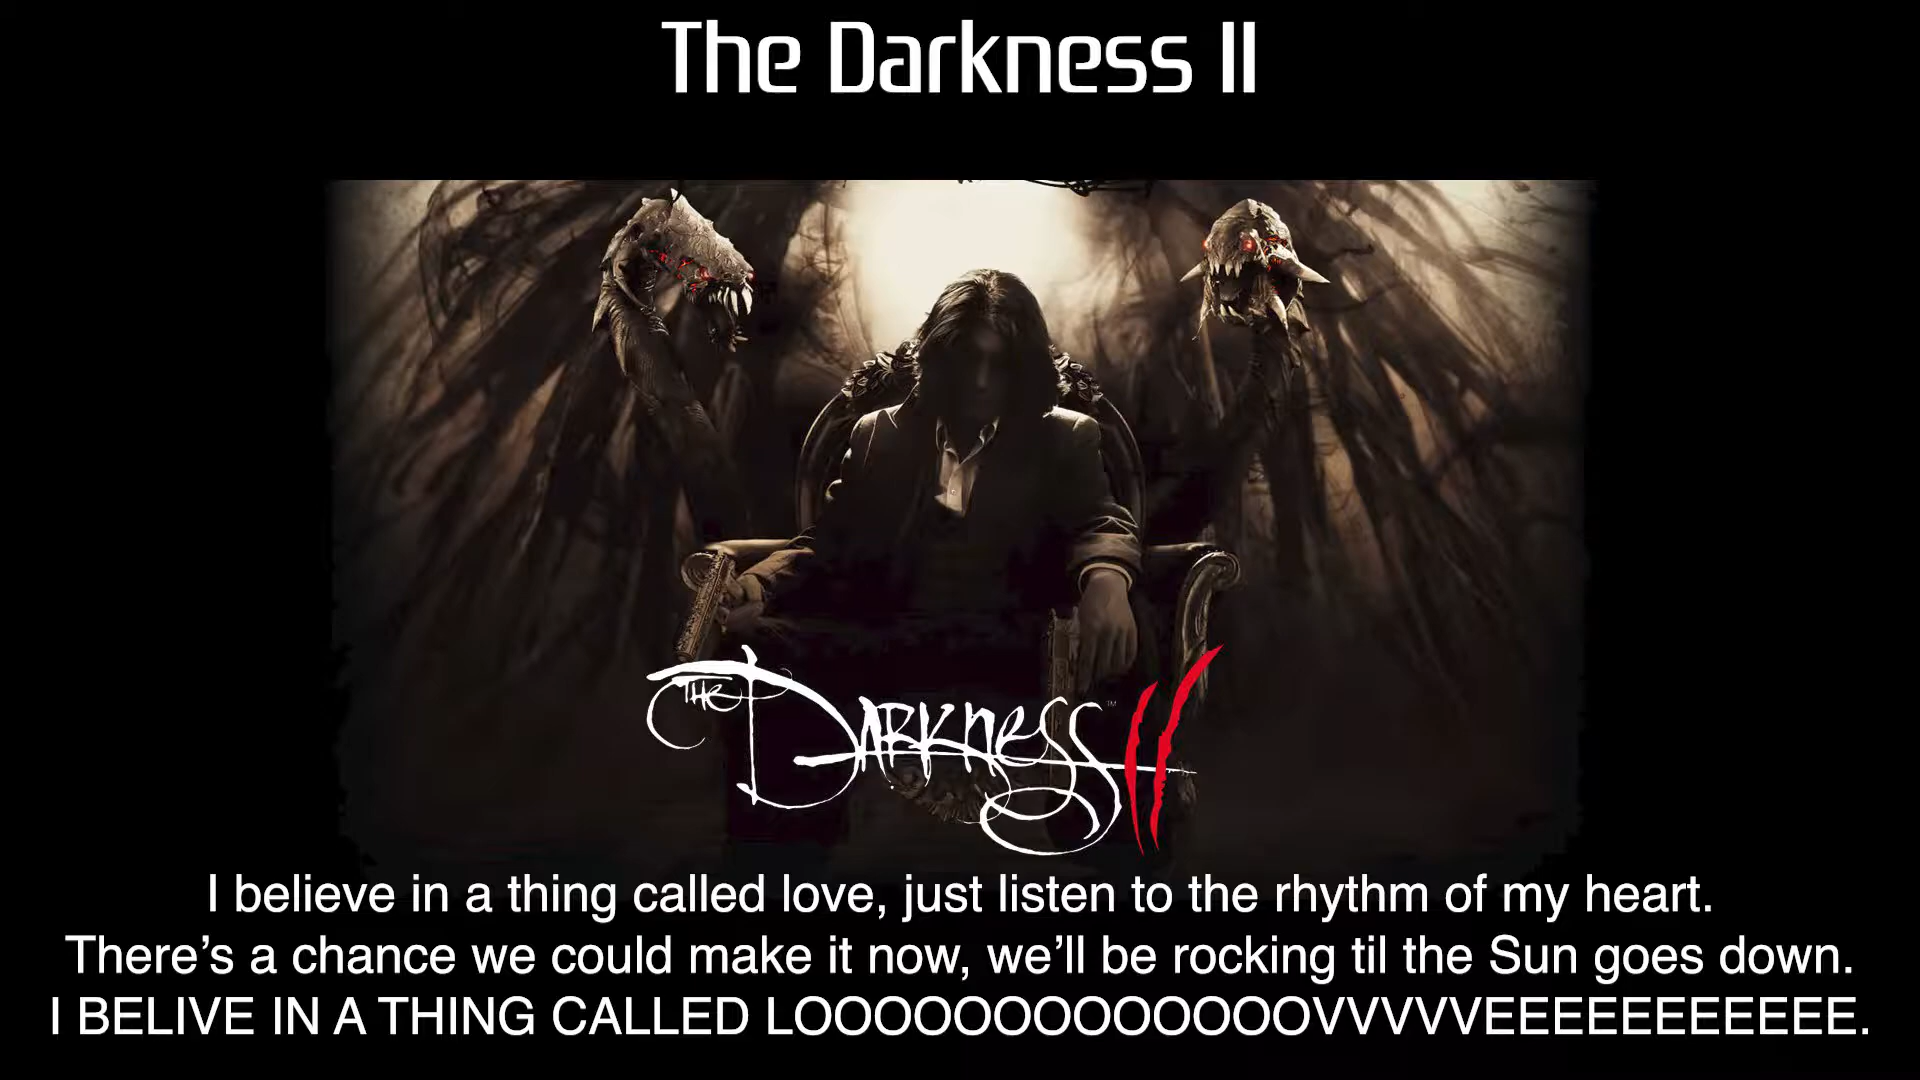 The Darkness II
THE DARKNESS II
™
I believe in a thing called love, just listen to the rhythm of my heart.
There’s a chance we could make it now, we’ll be rocking til the Sun goes down.
I BELIVE IN A THING CALLED LOOOOOOOOOOOOOVVVVVEEEEEEEEEEE.